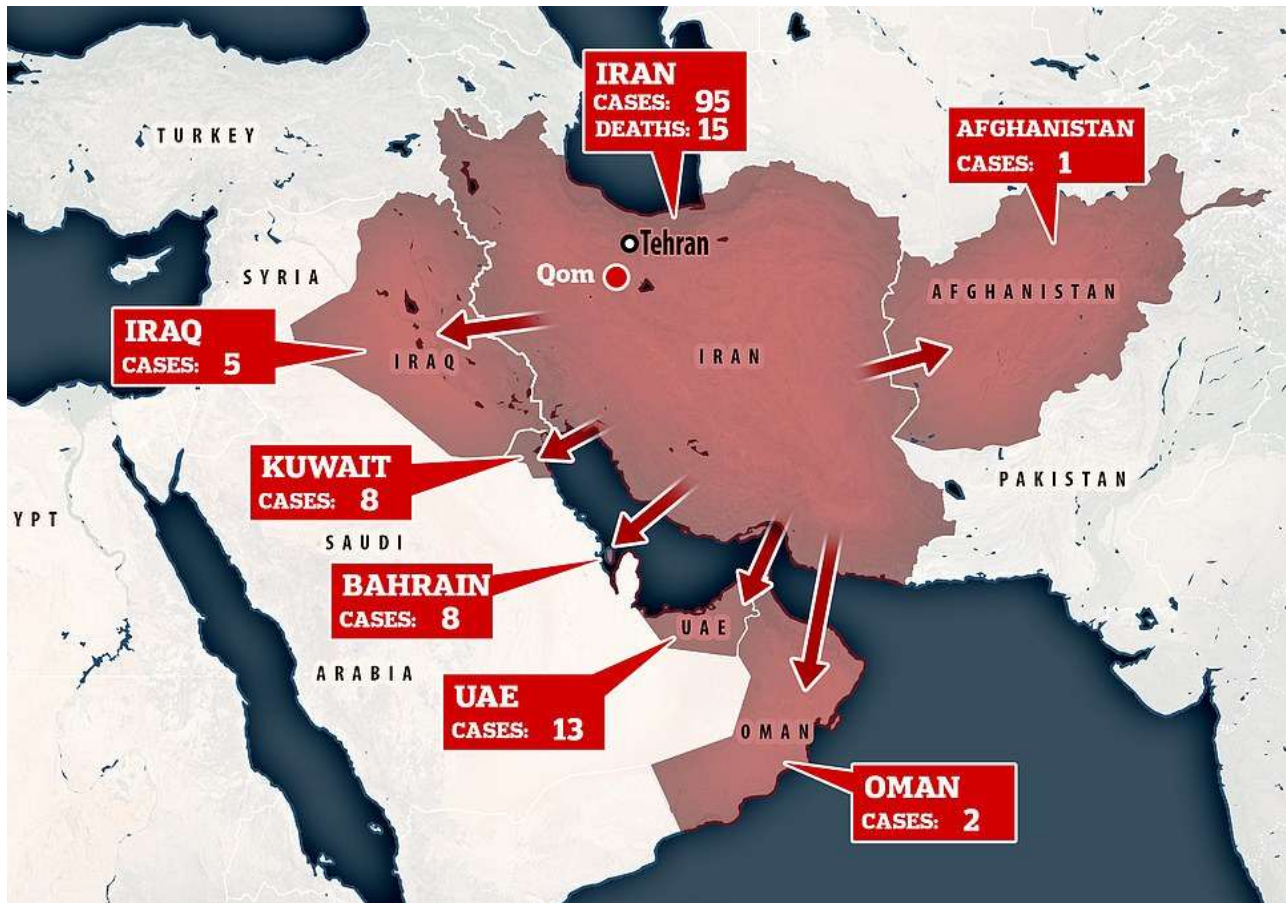 IRAN
CASES: 95
DEATHS: 15
AFGHANISTAN
CASES: 1
TURKEY
Tehran
Qom
SYRIA
AFGHANISTAN
IRAQ
CASES: 5
IRAQ
IRAN
KUWAIT
CASES: 8
PAKISTAN
YPT
SAUDI
BAHRAIN
CASES: 8
UAE
ARABIA
UAE
CASES: 13
OMAN
OMAN
CASES: 2